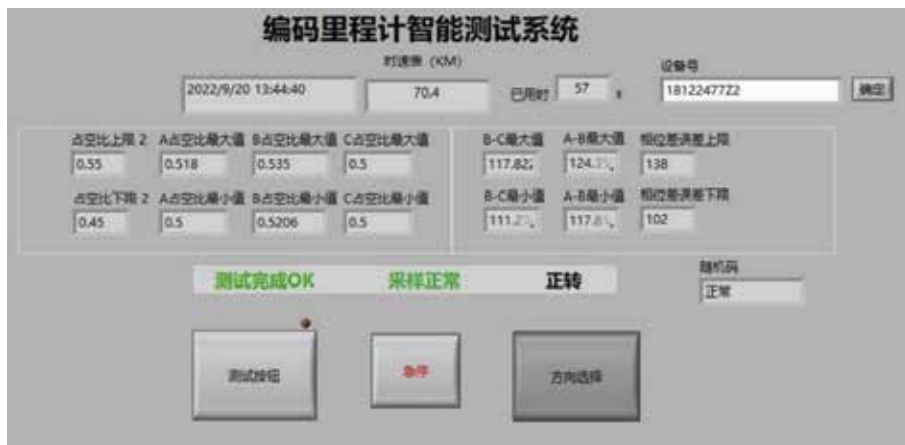 编码里程计智能测试系统
时速表 (KM)
设备号
2022/9/20 13:44:40
70.4
已用时 57 s
1812247722
确定
占空比上限 2 A占空比最大值 B占空比最大值 C占空比最大值
0.55 0.518 0.535 0.5
占空比下限 2 A占空比最小值 B占空比最小值 C占空比最小值
0.45 0.5 0.5206 0.5
B-C最大值 A-B最大值 相位差误差上限
117.822 138
B-C最小值 A-B最小值 相位差误差下限
102
测试完成OK 采样正常 正转
随机码
正常
测试按钮
急停
方向选择